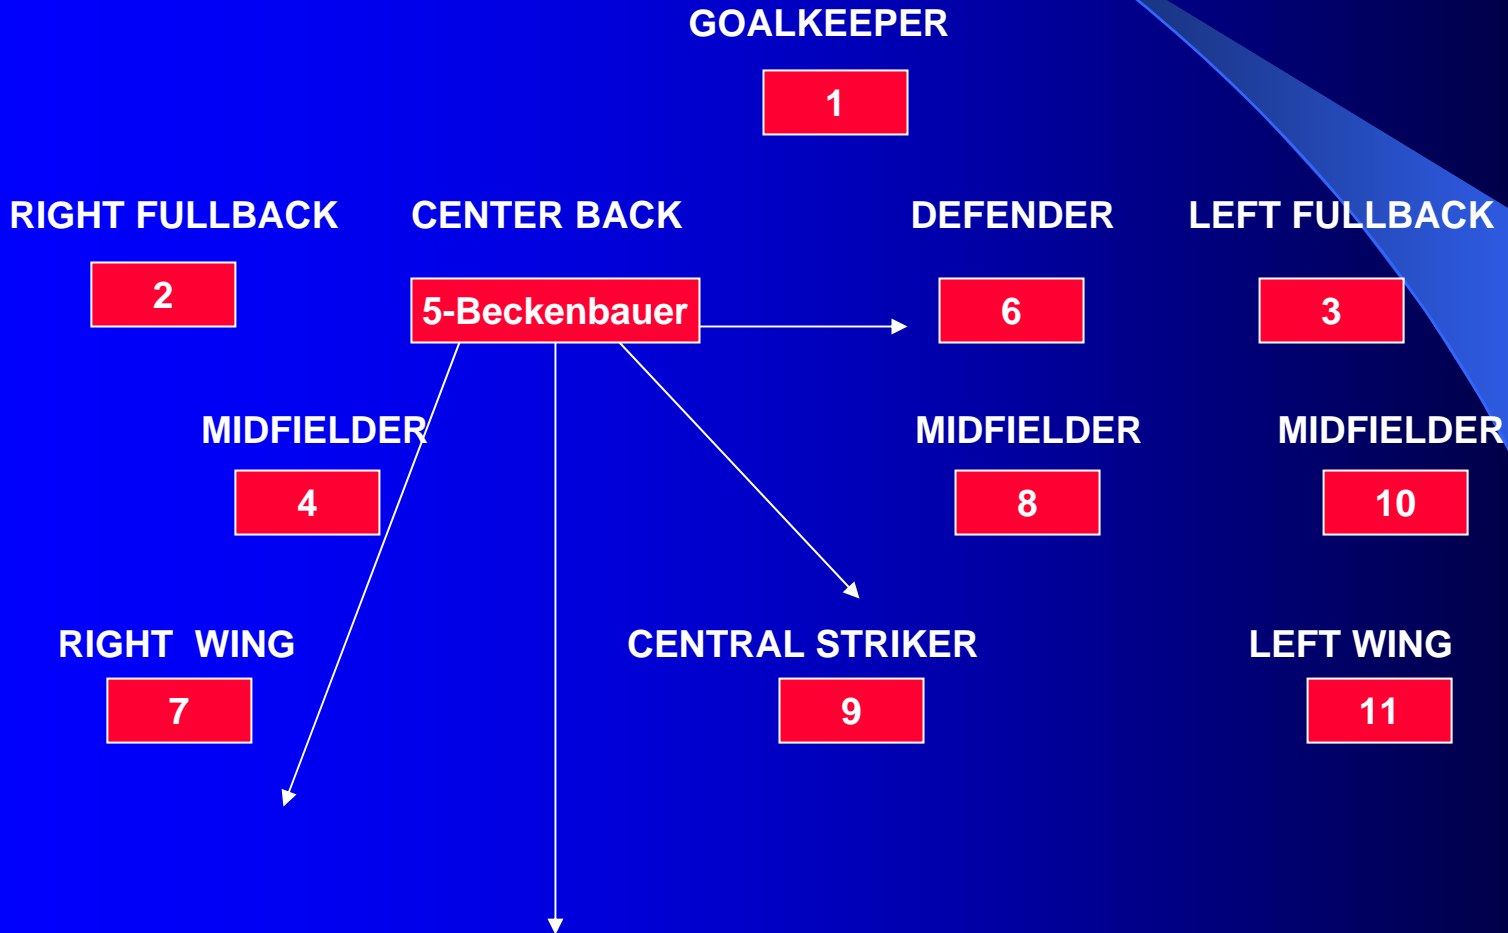 GOALKEEPER
1
RIGHT FULLBACK CENTER BACK DEFENDER LEFT FULLBACK
2 5-Beckenbauer 6 3
MIDFIELDER MIDFIELDER MIDFIELDER
4 8 10
RIGHT  WING CENTRAL STRIKER LEFT WING
7 9 11